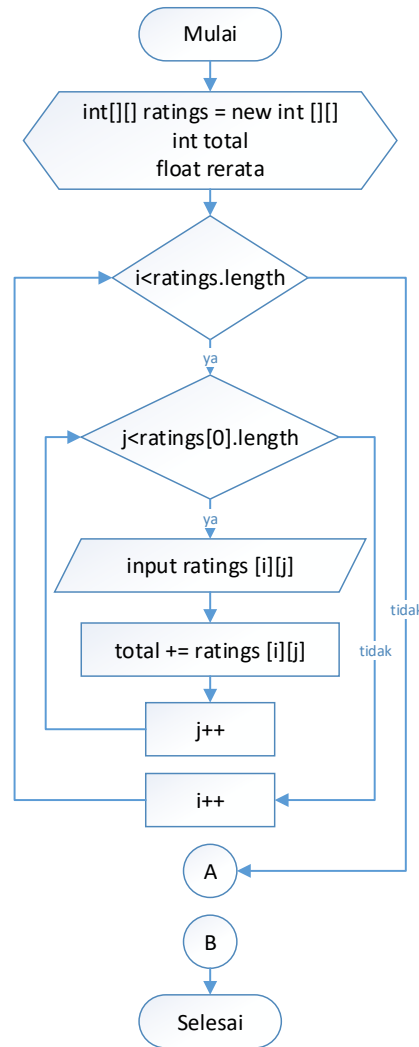 Mulai
int[][] ratings = new int [][]
int total
float rerata
i<ratings.length
ya
j<ratings[0].length
ya
input ratings [i][j]
tidak
total += ratings [i][j]
tidak
j++
i++
A
B
Selesai